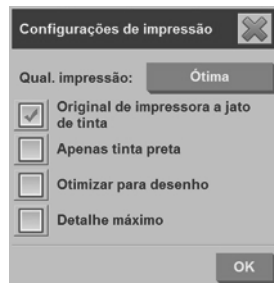 Configurações de impressão
Qual. impressão: Ótima
Original de impressora a jato
de tinta
Apenas tinta preta
Otimizar para desenho
Detalhe máximo
OK